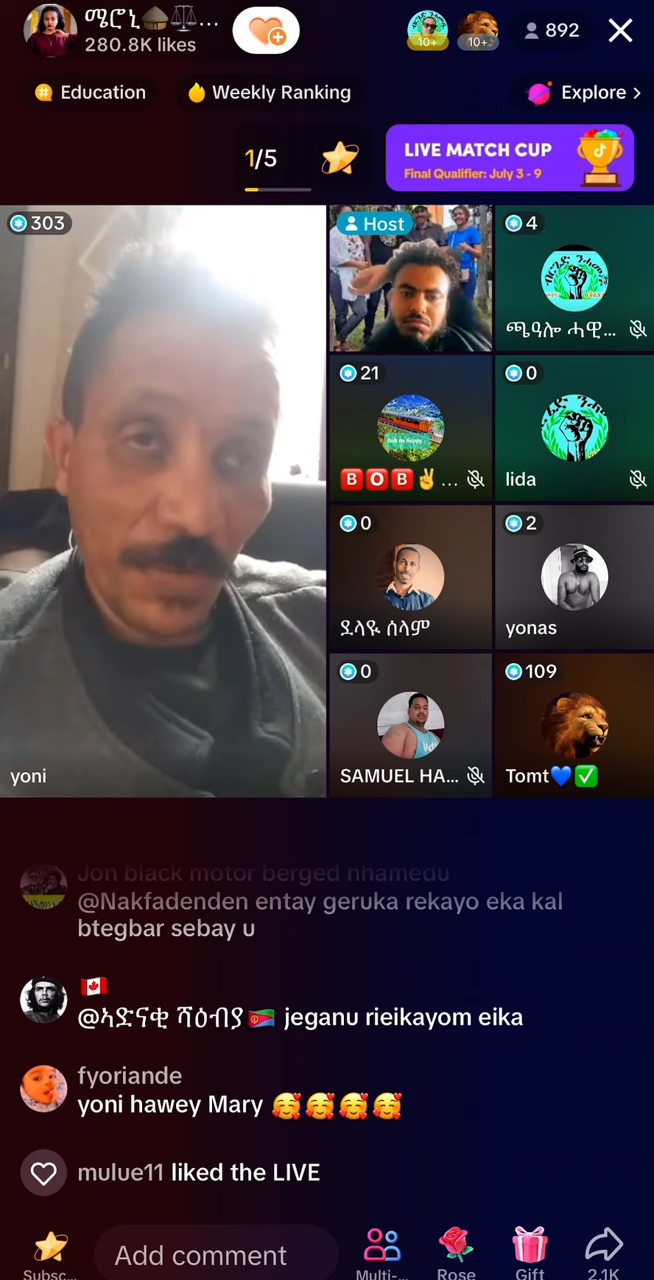 ሜሮኒ🛖⚖️...
280.8K likes
10+
10+
892
Education
Weekly Ranking
Explore >
1/5
LIVE MATCH CUP
Final Qualifier: July 3 - 9
303
Host
4
ጫዓሎ ሓዊ...
21
0
BOB✌️...
lida
0
2
ደላዪ ሰላም
yonas
0
109
yoni
SAMUEL HA...
Tomt💙✅
Jon black motor berged nhamedu
@Nakfadenden entay geruka rekayo eka kal
btegbar sebay u
🇨🇦
@ኣድናቂ ሻዕብያ🇪🇷 jeganu rieikayom eika
fyoriande
yoni hawey Mary 🥰🥰🥰🥰
mulue11 liked the LIVE
Subsc...
Add comment
Multi-...
Rose
Gift
2.1K